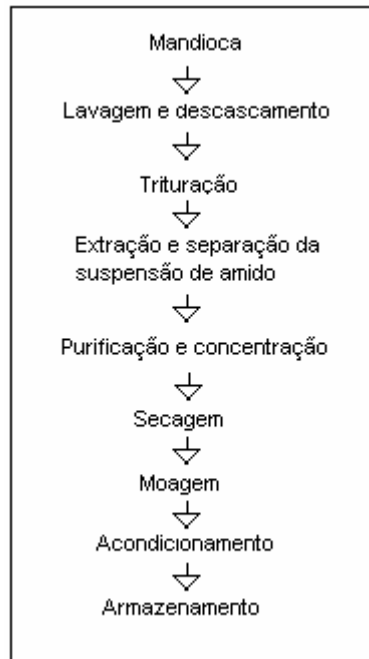 Mandioca
Lavagem e descascamento
Trituração
Extração e separação da
suspensão de amido
Purificação e concentração
Secagem
Moagem
Acondicionamento
Armazenamento